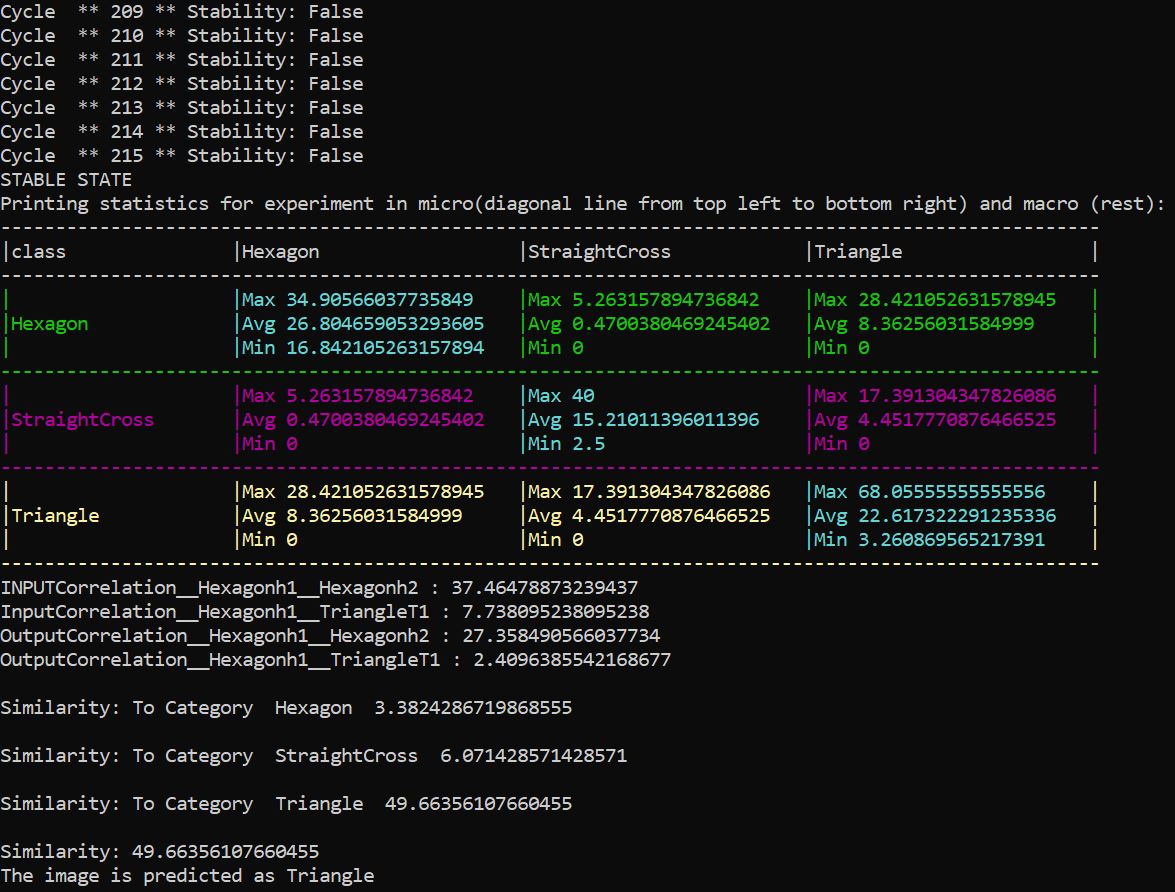 Cycle  ** 209 ** Stability: False
Cycle  ** 210 ** Stability: False
Cycle  ** 211 ** Stability: False
Cycle  ** 212 ** Stability: False
Cycle  ** 213 ** Stability: False
Cycle  ** 214 ** Stability: False
Cycle  ** 215 ** Stability: False
STABLE STATE
Printing statistics for experiment in micro(diagonal line from top left to bottom right) and macro (rest):
----------------------------------------------------------------------------------------------------
|class               |Hexagon                  |StraightCross            |Triangle                 |
----------------------------------------------------------------------------------------------------
|                    |Max 34.90566037735849    |Max 5.263157894736842    |Max 28.421052631578945   |
|Hexagon             |Avg 26.804659053293605   |Avg 0.4700380469245402   |Avg 8.36256031584999     |
|                    |Min 16.842105263157894   |Min 0                    |Min 0                    |
----------------------------------------------------------------------------------------------------
|                    |Max 5.263157894736842    |Max 40                   |Max 17.391304347826086   |
|StraightCross       |Avg 0.4700380469245402   |Avg 15.21011396011396    |Avg 4.4517770876466525   |
|                    |Min 0                    |Min 2.5                  |Min 0                    |
----------------------------------------------------------------------------------------------------
|                    |Max 28.421052631578945   |Max 17.391304347826086   |Max 68.05555555555556    |
|Triangle            |Avg 8.36256031584999     |Avg 4.4517770876466525   |Avg 22.617322291235336   |
|                    |Min 0                    |Min 0                    |Min 3.260869565217391    |
----------------------------------------------------------------------------------------------------
INPUTCorrelation__Hexagonh1__Hexagonh2 : 37.46478873239437
InputCorrelation__Hexagonh1__TriangleT1 : 7.738095238095238
OutputCorrelation__Hexagonh1__Hexagonh2 : 27.358490566037734
OutputCorrelation__Hexagonh1__TriangleT1 : 2.4096385542168677

Similarity: To Category  Hexagon  3.3824286719868555

Similarity: To Category  StraightCross  6.071428571428571

Similarity: To Category  Triangle  49.66356107660455

Similarity: 49.66356107660455
The image is predicted as Triangle